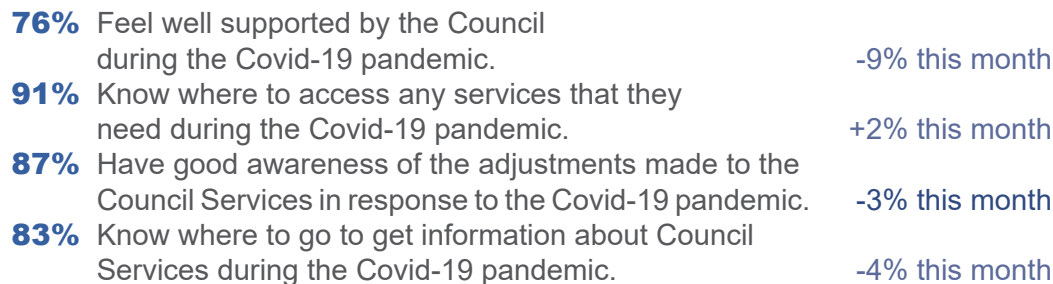 76% Feel well supported by the Council
during the Covid-19 pandemic. -9% this month
91% Know where to access any services that they
need during the Covid-19 pandemic. +2% this month
87% Have good awareness of the adjustments made to the
Council Services in response to the Covid-19 pandemic. -3% this month
83% Know where to go to get information about Council
Services during the Covid-19 pandemic. -4% this month